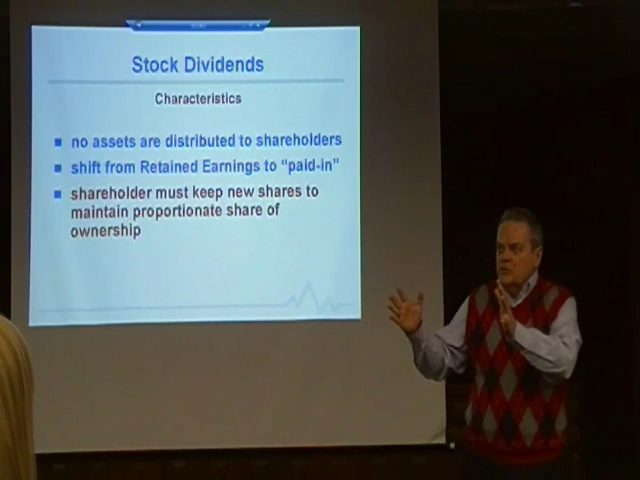 Stock Dividends
Characteristics
no assets are distributed to shareholders
shift from Retained Earnings to “paid-in”
shareholder must keep new shares to
maintain proportionate share of
ownership